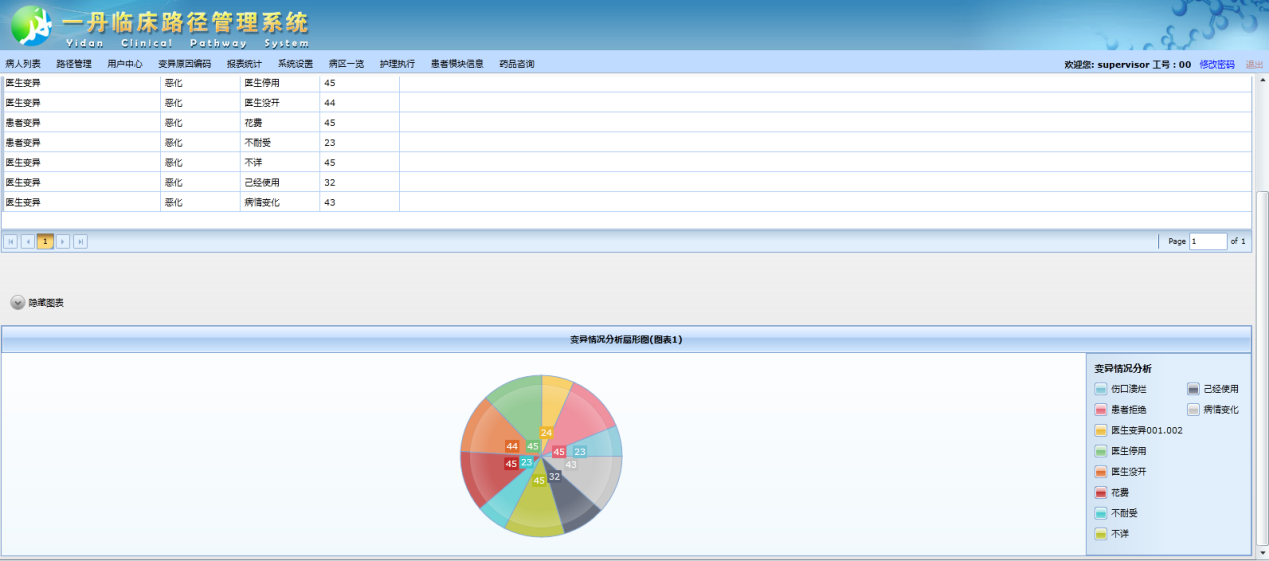 一丹临床路径管理系统
Yidan Clinical Pathway System
病人列表 路径管理 用户中心 变异原因编码 报表统计 系统设置 病区一览 护理执行 患者模块信息 药品咨询 欢迎您: supervisor 工号 : 00 修改密码 退出
医生变异 恶化 医生停用 45
医生变异 恶化 医生没开 44
患者变异 恶化 花费 45
患者变异 恶化 不耐受 23
医生变异 恶化 不详 45
医生变异 恶化 己经使用 32
医生变异 恶化 病情变化 43
1 Page 1 of 1
隐藏图表
变异情况分析扇形图(图表1)
变异情况分析
伤口溃烂 己经使用
患者拒绝 病情变化
医生变异001.002
医生停用
医生没开
花费
不耐受
不详
24
44 45 45 23
45 23 43
45 32